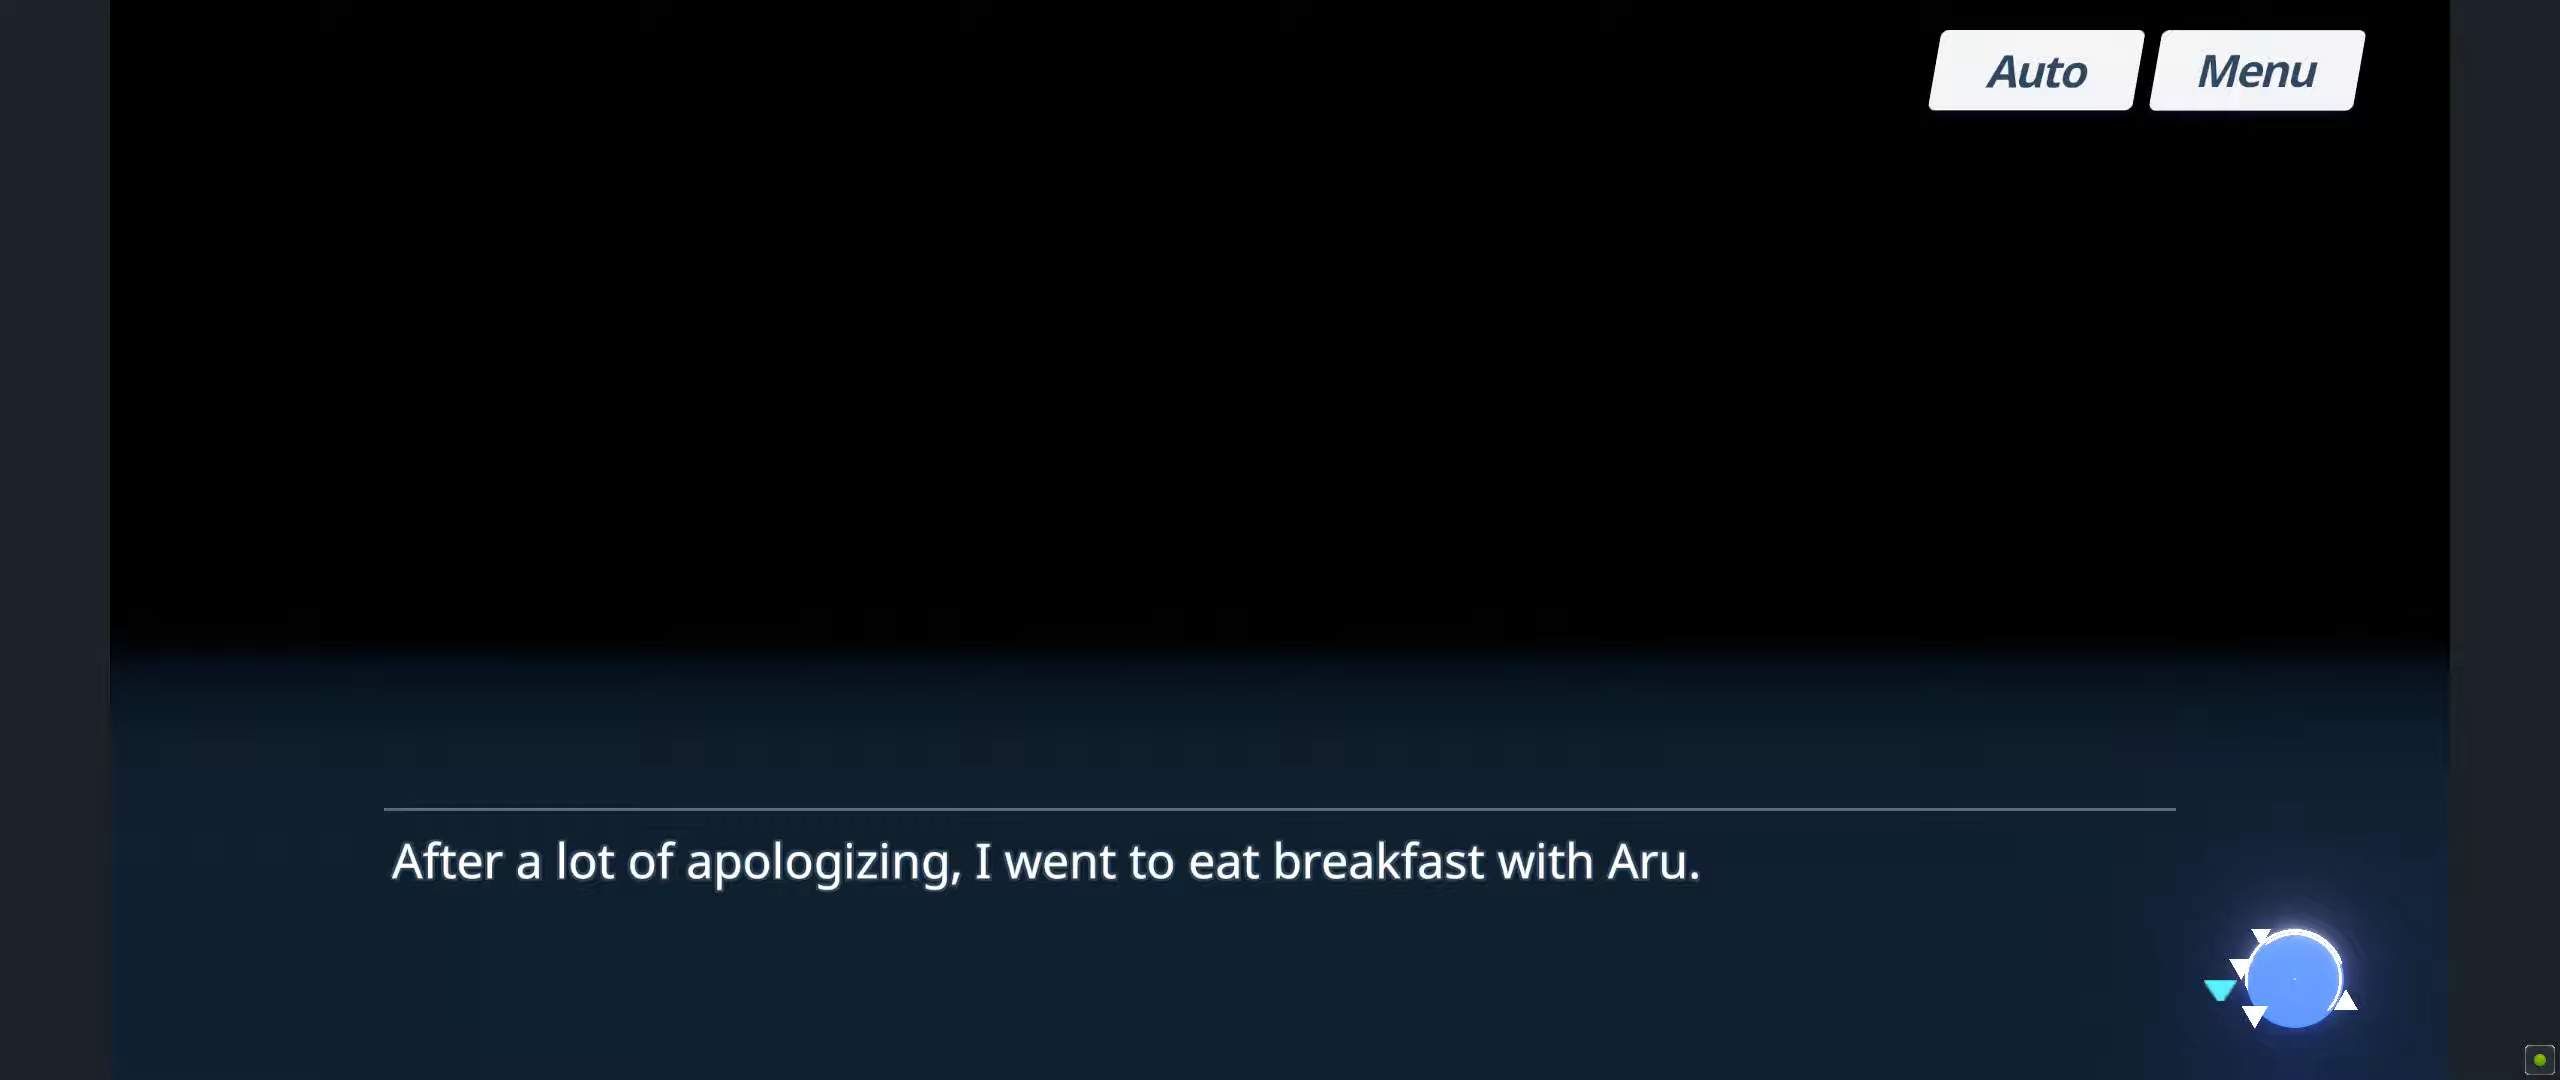 Auto
Menu
After a lot of apologizing, I went to eat breakfast with Aru.